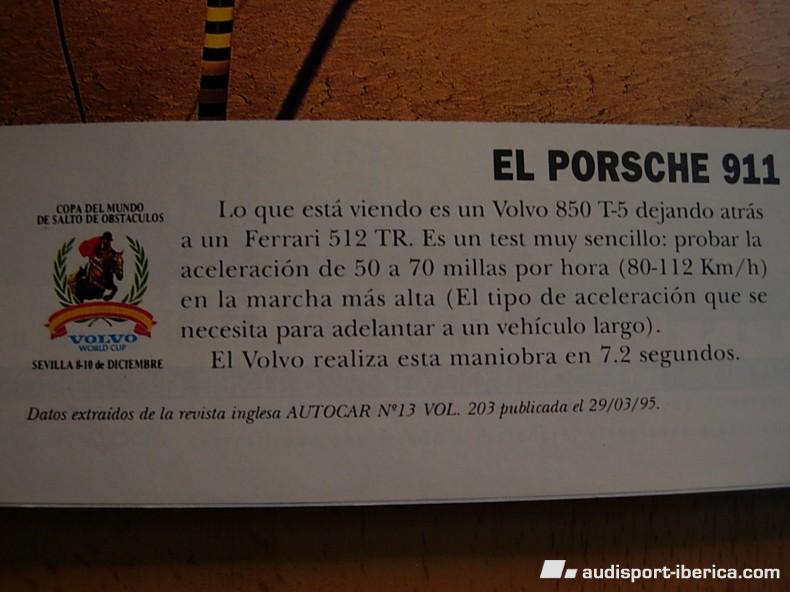 EL PORSCHE 911
COPA DEL MUNDO
DE SALTO DE OBSTACULOS
VOLVO
WORLD CUP
SEVILLA 8-10 de DICIEMBRE
Lo que está viendo es un Volvo 850 T-5 dejando atrás
a un Ferrari 512 TR. Es un test muy sencillo: probar la
aceleración de 50 a 70 millas por hora (80-112 Km/h)
en la marcha más alta (El tipo de aceleración que se
necesita para adelantar a un vehículo largo).
El Volvo realiza esta maniobra en 7.2 segundos.
Datos extraídos de la revista inglesa AUTOCAR Nº13 VOL. 203 publicada el 29/03/95.
audisport-iberica.com